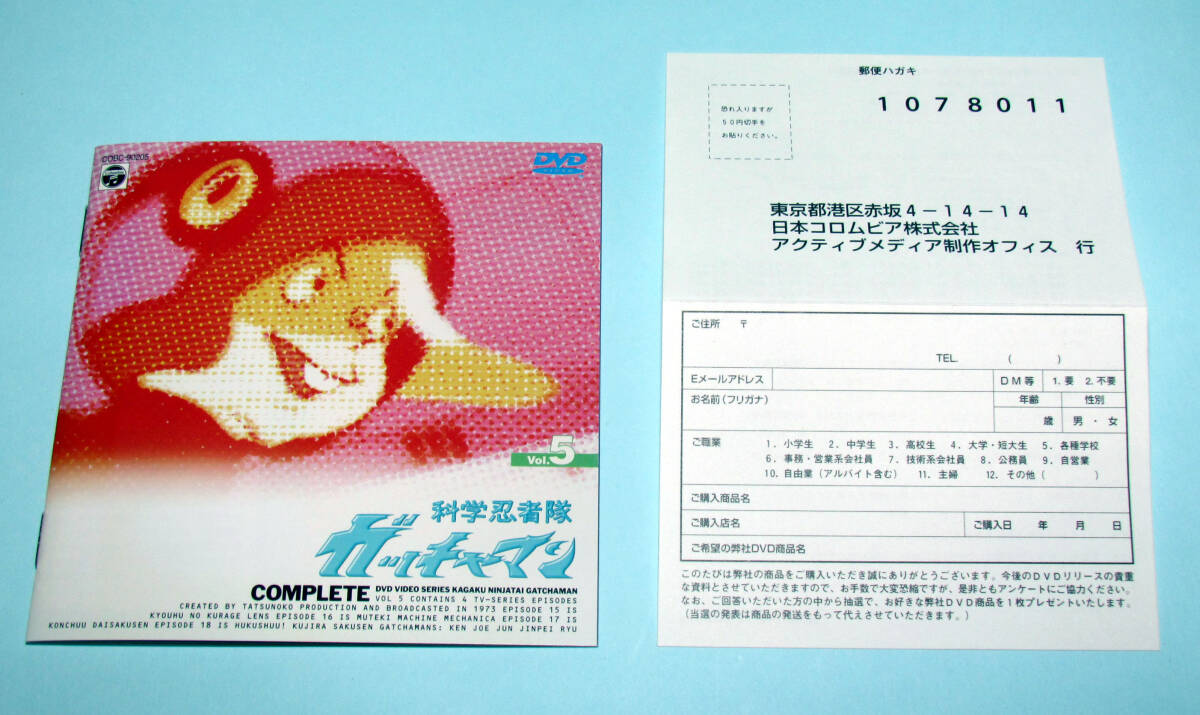 COBC-90205
DVD
VIDEO
Vol.5
科学忍者隊
ガッチャマン
COMPLETE DVD VIDEO SERIES KAGAKU NINJATAI GATCHAMAN
VOL 5 CONTAINS 4 TV-SERIES EPISODES
CREATED BY TATSUNOKO PRODUCTION AND BROADCASTED IN 1973 EPISODE 15 IS
KYOUHU NO KURAGE LENS EPISODE 16 IS MUTEKI MACHINE MECHANICA EPISODE 17 IS
KONCHUU DAISAKUSEN EPISODE 18 IS HUKUSHUU! KUJIRA SAKUSEN GATCHAMANS: KEN JOE JUN JINPEI RYU
郵便ハガキ
1078011
恐れ入りますが
50円切手を
お貼りください。
東京都港区赤坂4－14－14
日本コロムビア株式会社
アクティブメディア制作オフィス 行
ご住所 〒
TEL. ( )
Eメールアドレス DM等 1. 要 2. 不要
お名前(フリガナ) 年齢 性別
歳 男・女
ご職業 1. 小学生 2. 中学生 3. 高校生 4. 大学・短大生 5. 各種学校
6. 事務・営業系会社員 7. 技術系会社員 8. 公務員 9. 自営業
10. 自由業(アルバイト含む) 11. 主婦 12. その他( )
ご購入商品名
ご購入店名 ご購入日 年 月 日
ご希望の弊社DVD商品名
このたびは弊社の商品をご購入いただき誠にありがとうございます。今後のDVDリリースの貴重
な資料とさせていただきますので、お手数で大変恐縮ですが、是非ともアンケートにご協力ください。
なお、ご回答いただいた方の中から抽選で、お好きな弊社DVD商品を1枚プレゼントいたします。
(当選の発表は商品の発送をもって代えさせていただきます。)